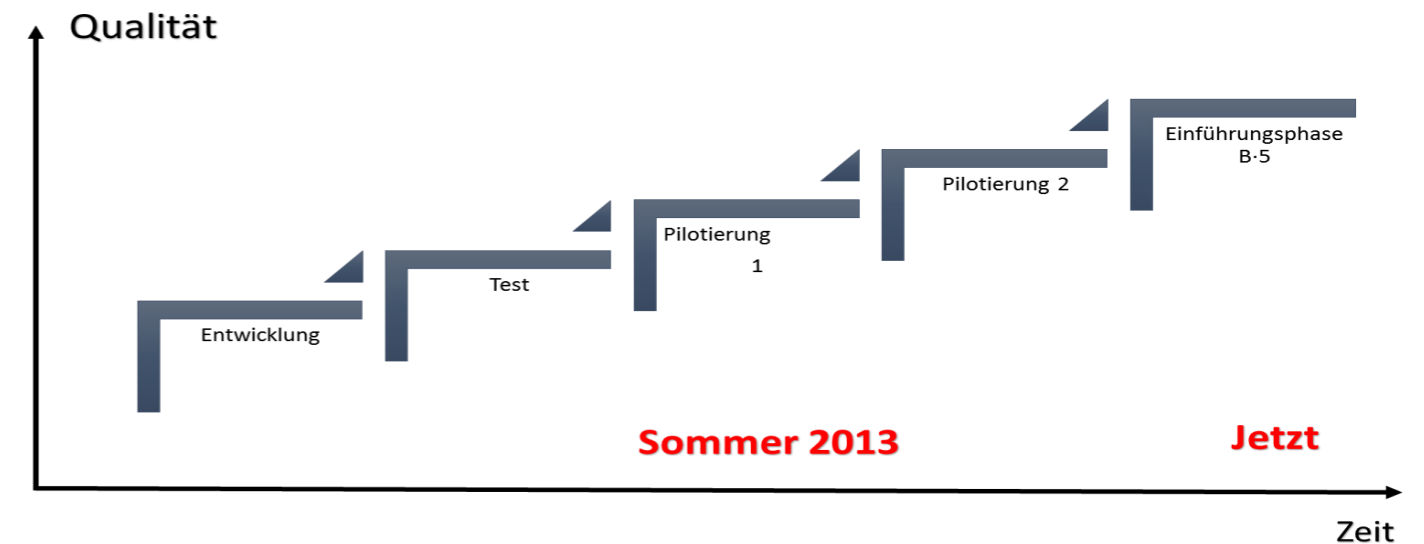 Qualität
Einführungsphase
B·5
Pilotierung 2
Pilotierung
1
Test
Entwicklung
Sommer 2013
Jetzt
Zeit